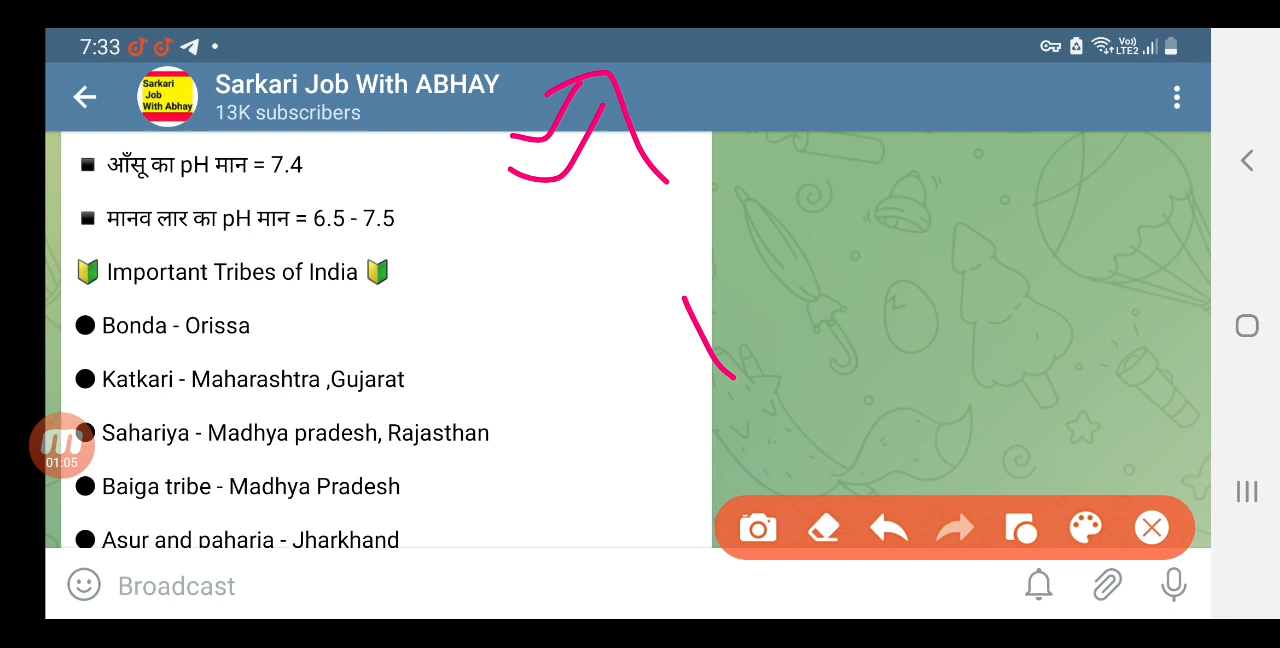 7:33 Vo)) LTE2
Sarkari Job With ABHAY
13K subscribers
Sarkari
Job
With Abhay
▪ आँसू का pH मान = 7.4
▪ मानव लार का pH मान = 6.5 - 7.5
🔰 Important Tribes of India 🔰
● Bonda - Orissa
● Katkari - Maharashtra ,Gujarat
● Sahariya - Madhya pradesh, Rajasthan
01:05
● Baiga tribe - Madhya Pradesh
● Asur and paharia - Jharkhand
Broadcast